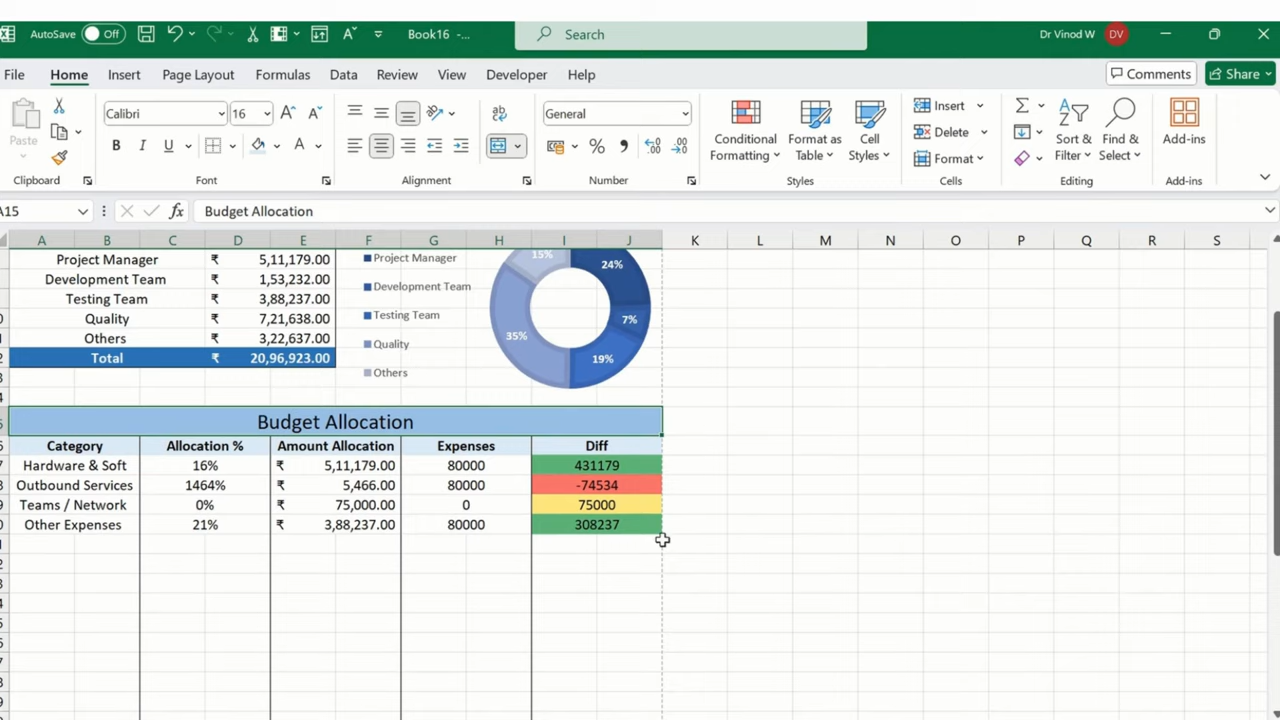 AutoSave Off Book16 -... Search Dr Vinod W DV
File Home Insert Page Layout Formulas Data Review View Developer Help Comments Share
Calibri 16 General Insert
Paste Conditional Formatting Format as Table Cell Styles Delete Sort & Filter Find & Select Add-ins
B I U A % Format
Clipboard Font Alignment Number Styles Cells Editing Add-ins
A15 fx Budget Allocation
A B C D E F G H I J K L M N O P Q R S
Project Manager ₹ 5,11,179.00
Development Team ₹ 1,53,232.00
Testing Team ₹ 3,88,237.00
Quality ₹ 7,21,638.00
Others ₹ 3,22,637.00
Total ₹ 20,96,923.00
Project Manager
Development Team
Testing Team
Quality
Others
15%
24%
7%
35%
19%
Budget Allocation
Category Allocation % Amount Allocation Expenses Diff
Hardware & Soft 16% ₹ 5,11,179.00 80000 431179
Outbound Services 1464% ₹ 5,466.00 80000 -74534
Teams / Network 0% ₹ 75,000.00 0 75000
Other Expenses 21% ₹ 3,88,237.00 80000 308237